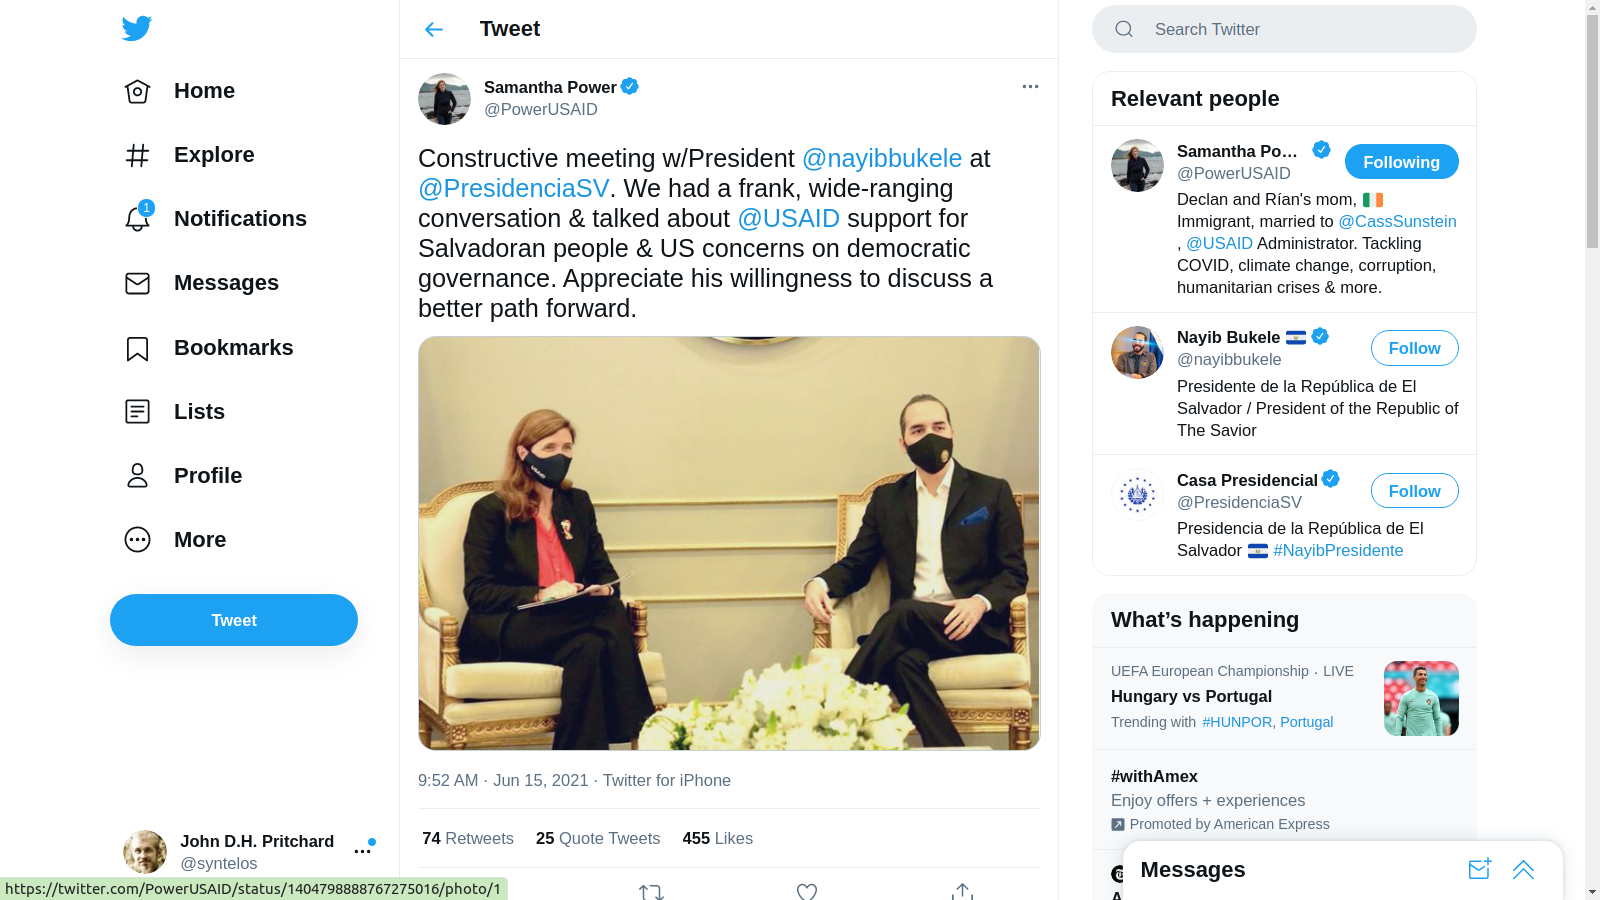 Home
Explore
1
Notifications
Messages
Bookmarks
Lists
Profile
More
Tweet
John D.H. Pritchard
@syntelos
https://twitter.com/PowerUSAID/status/1404798888767275016/photo/1
Tweet
Samantha Power
@PowerUSAID
Constructive meeting w/President @nayibbukele at
@PresidenciaSV. We had a frank, wide-ranging
conversation & talked about @USAID support for
Salvadoran people & US concerns on democratic
governance. Appreciate his willingness to discuss a
better path forward.
USAID
9:52 AM · Jun 15, 2021 · Twitter for iPhone
74 Retweets 25 Quote Tweets 455 Likes
Search Twitter
Relevant people
Samantha Po...
@PowerUSAID
Following
Declan and Rían's mom,
Immigrant, married to @CassSunstein
, @USAID Administrator. Tackling
COVID, climate change, corruption,
humanitarian crises & more.
Nayib Bukele
@nayibbukele
Follow
Presidente de la República de El
Salvador / President of the Republic of
The Savior
Casa Presidencial
@PresidenciaSV
Follow
Presidencia de la República de El
Salvador #NayibPresidente
What's happening
UEFA European Championship · LIVE
Hungary vs Portugal
Trending with #HUNPOR, Portugal
#withAmex
Enjoy offers + experiences
Promoted by American Express
Messages